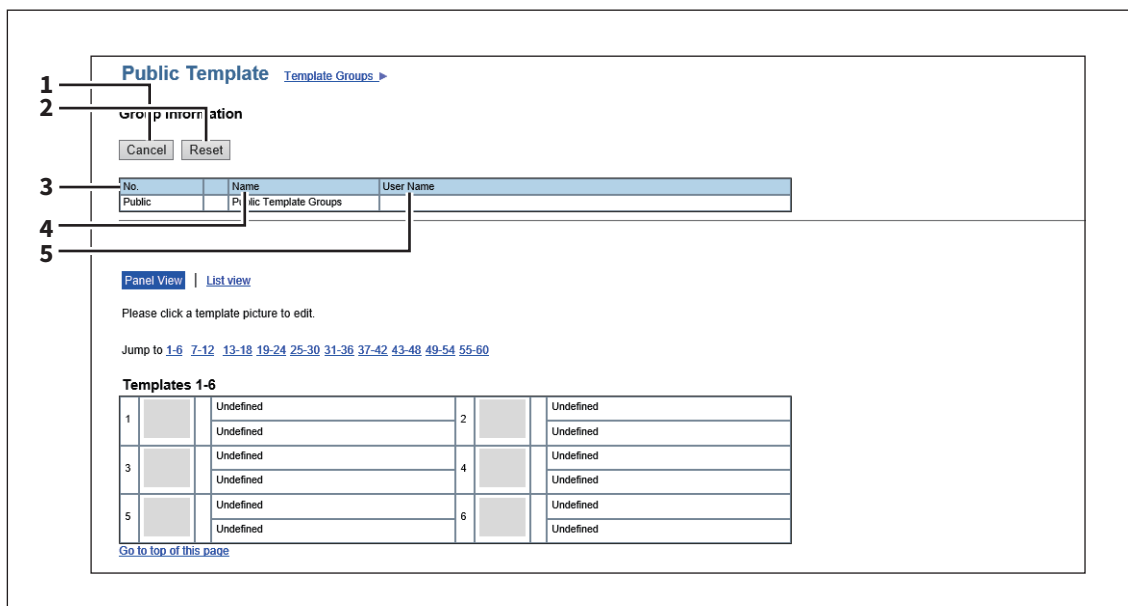 Public Template Template Groups ▶
1
2
Group Information
Cancel Reset
3
No. Name User Name
Public Public Template Groups
4
5
Panel View | List view
Please click a template picture to edit.
Jump to 1-6 7-12 13-18 19-24 25-30 31-36 37-42 43-48 49-54 55-60
Templates 1-6
1 Undefined 2 Undefined
Undefined Undefined
3 Undefined 4 Undefined
Undefined Undefined
5 Undefined 6 Undefined
Undefined Undefined
Go to top of this page